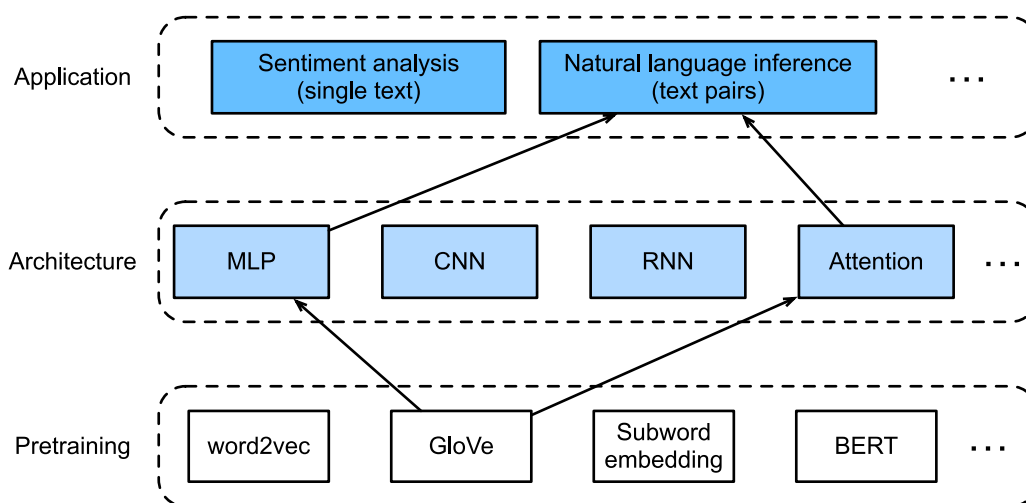 Application
Sentiment analysis
(single text)
Natural language inference
(text pairs)
...
Architecture
MLP
CNN
RNN
Attention
...
Pretraining
word2vec
GloVe
Subword
embedding
BERT
...